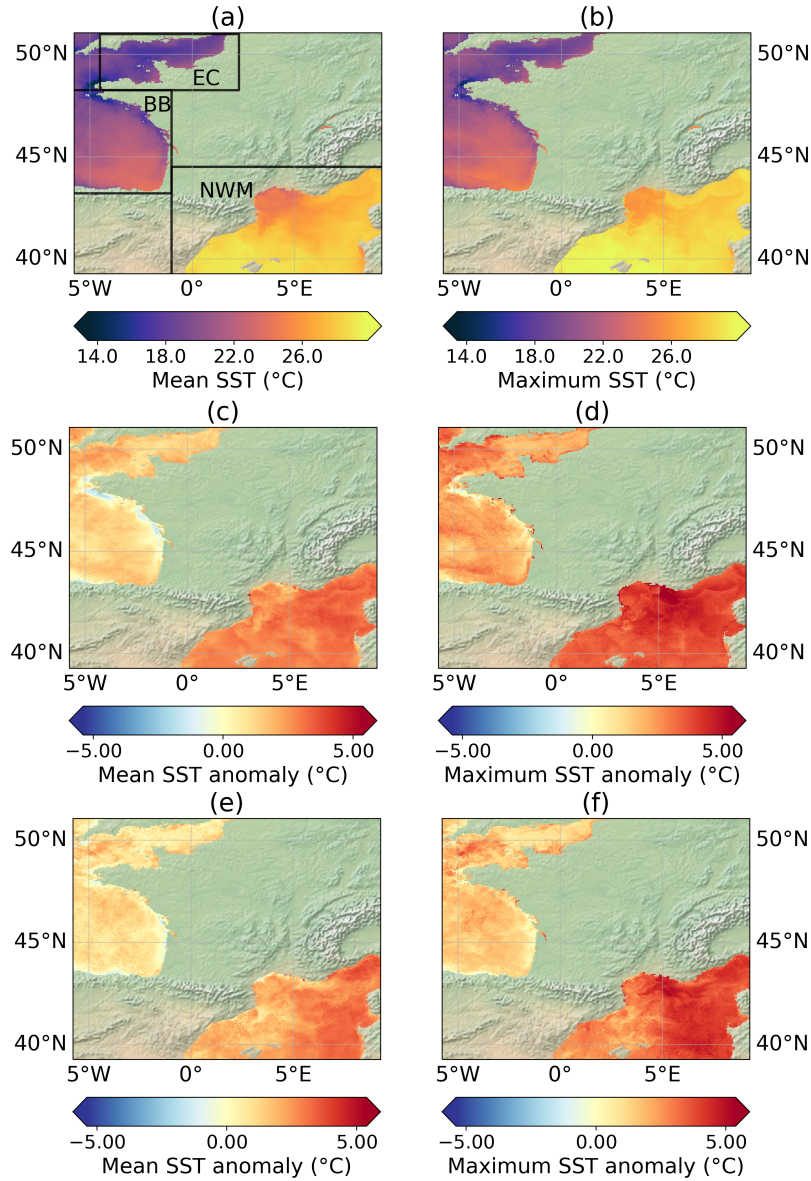 (a) (b)
50°N 50°N
EC
BB
45°N 45°N
NWM
40°N 40°N
5°W 0° 5°E 0° 5°E
14.0 18.0 22.0 26.0 14.0 18.0 22.0 26.0
Mean SST (°C) Maximum SST (°C)
(c) (d)
50°N 50°N
45°N 45°N
40°N 40°N
5°W 0° 5°E 5°W 0° 5°E
−5.00 0.00 5.00 −5.00 0.00 5.00
Mean SST anomaly (°C) Maximum SST anomaly (°C)
(e) (f)
50°N 50°N
45°N 45°N
40°N 40°N
5°W 0° 5°E 0° 5°E
−5.00 0.00 5.00 −5.00 0.00 5.00
Mean SST anomaly (°C) Maximum SST anomaly (°C)